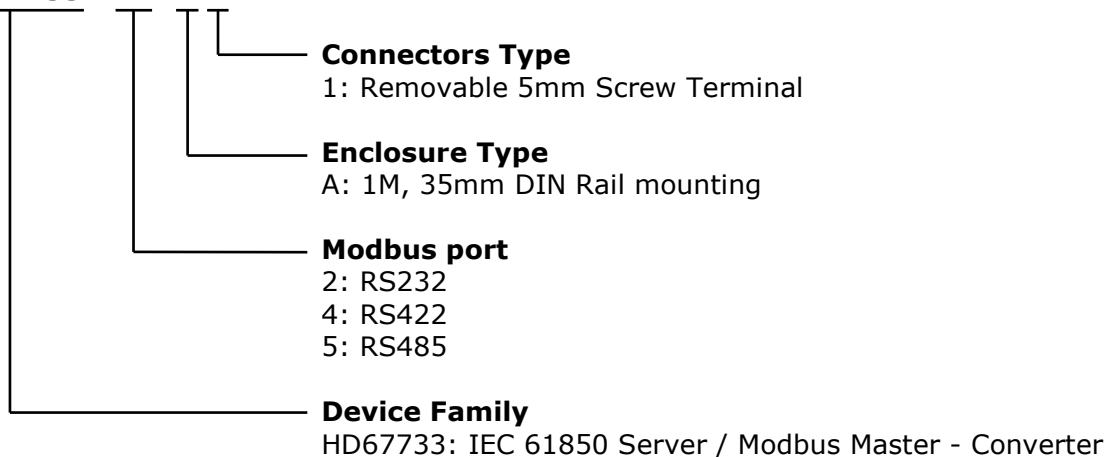 Connectors Type
1: Removable 5mm Screw Terminal
Enclosure Type
A: 1M, 35mm DIN Rail mounting
Modbus port
2: RS232
4: RS422
5: RS485
Device Family
HD67733: IEC 61850 Server / Modbus Master - Converter